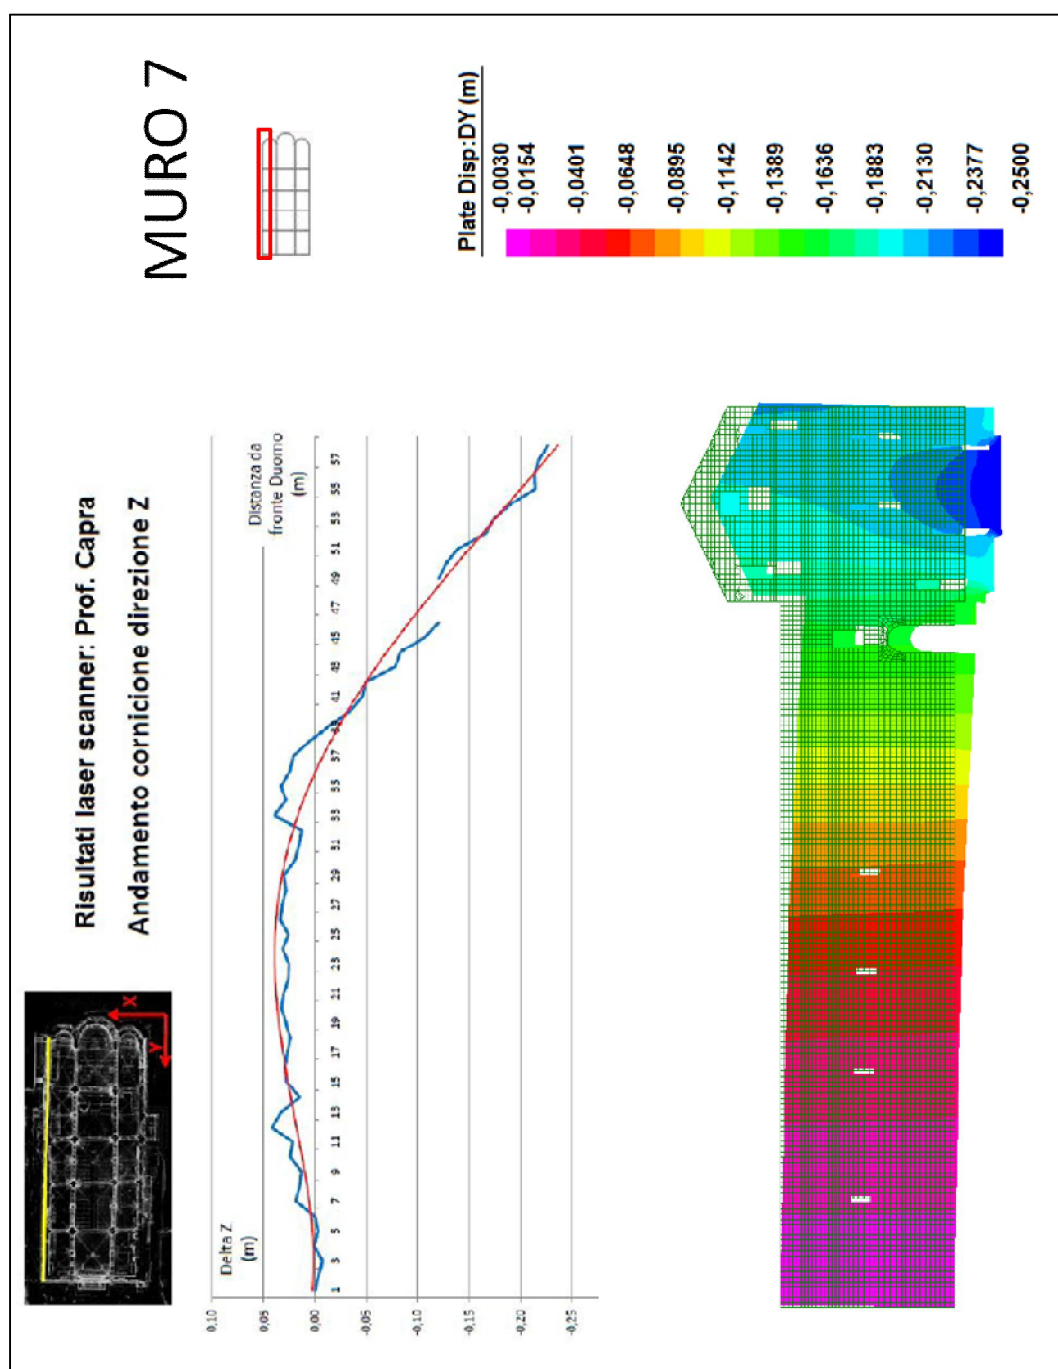 MURO 7
Risultati laser scanner: Prof. Capra
Andamento cornicione direzione Z
X
Y
Delta Z
(m)
Distanza da
fronte Duomo
(m)
0,10
0,05
0,00
-0,05
-0,10
-0,15
-0,20
-0,25
1 3 5 7 9 11 13 15 17 19 21 23 25 27 29 31 33 35 37 39 41 43 45 47 49 51 53 55 57
Plate Disp:DY (m)
-0,0030
-0,0154
-0,0401
-0,0648
-0,0895
-0,1142
-0,1389
-0,1636
-0,1883
-0,2130
-0,2377
-0,2500